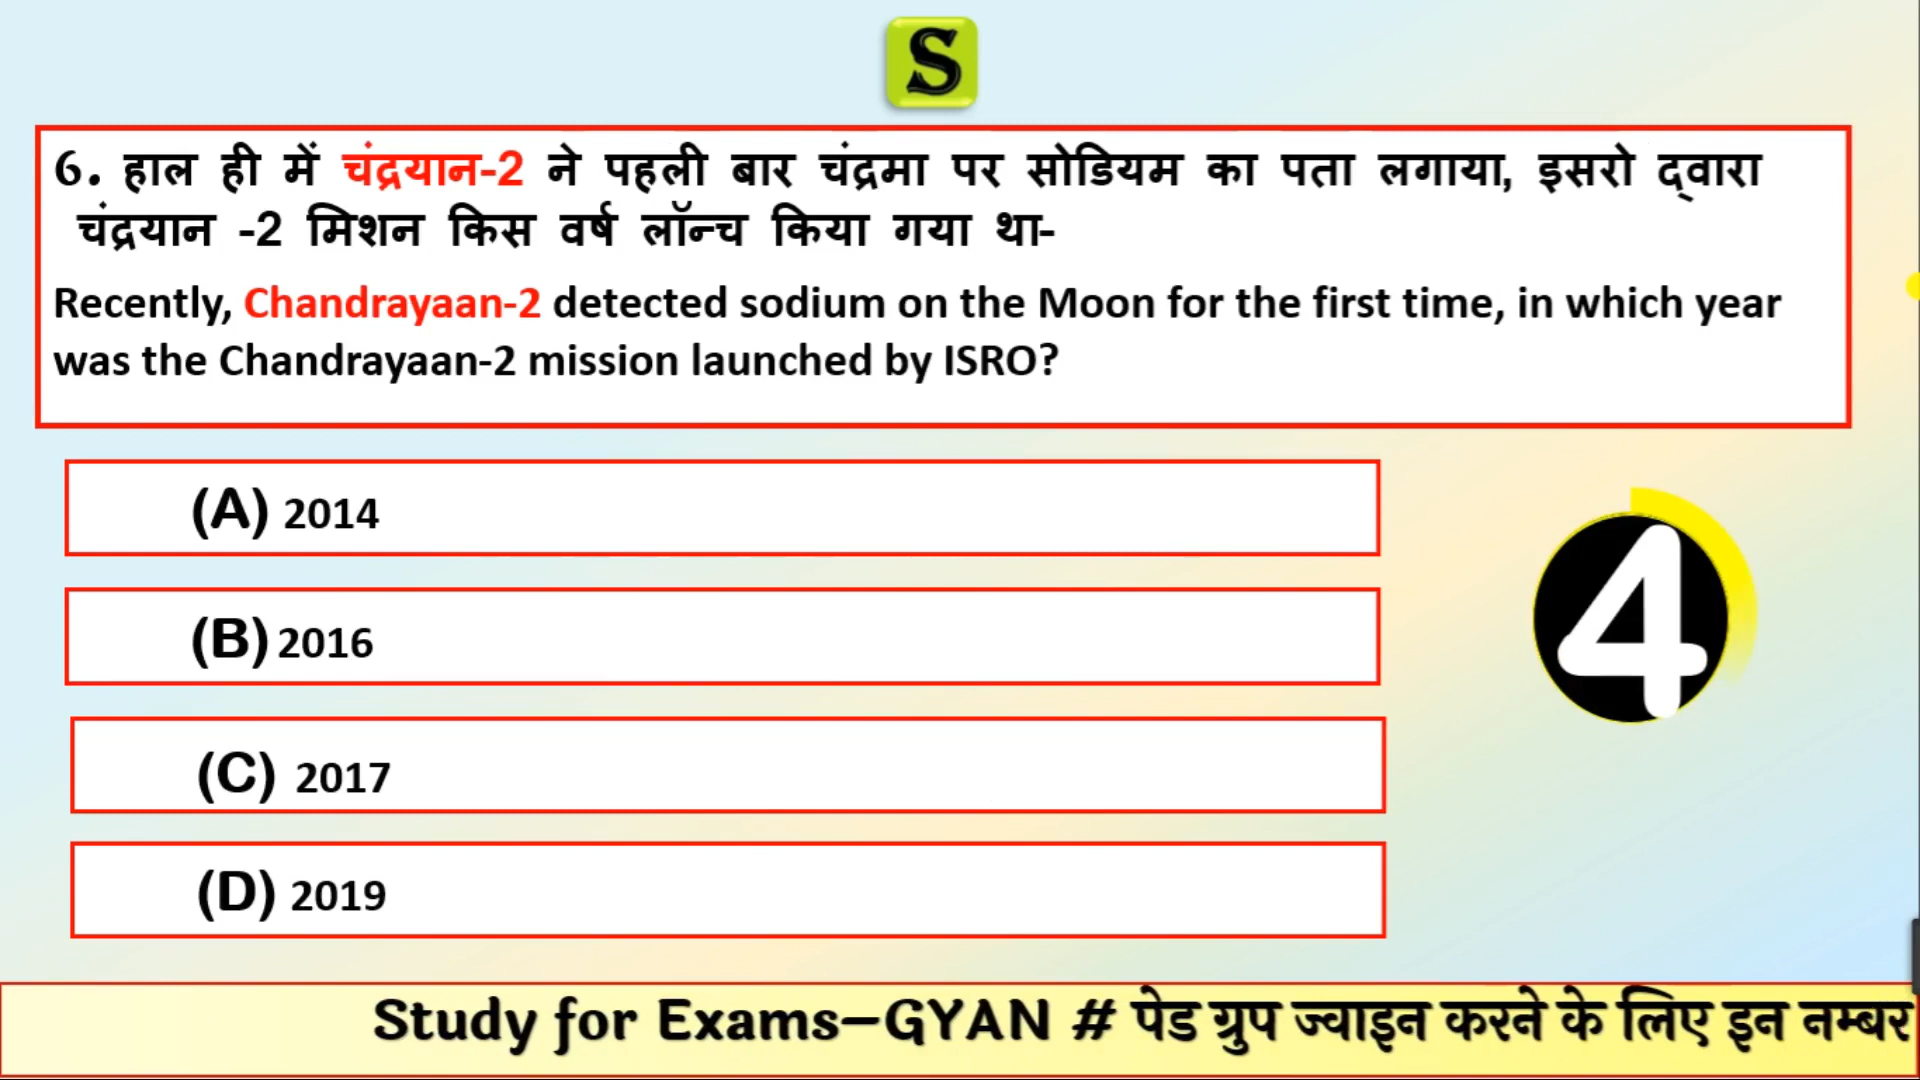 S
6. हाल ही में चंद्रयान-2 ने पहली बार चंद्रमा पर सोडियम का पता लगाया, इसरो द्वारा
चंद्रयान -2 मिशन किस वर्ष लॉन्च किया गया था-
Recently, Chandrayaan-2 detected sodium on the Moon for the first time, in which year
was the Chandrayaan-2 mission launched by ISRO?
(A) 2014
(B) 2016
(C) 2017
(D) 2019
4
Study for Exams–GYAN # पेड ग्रुप ज्वाइन करने के लिए इन नम्बर